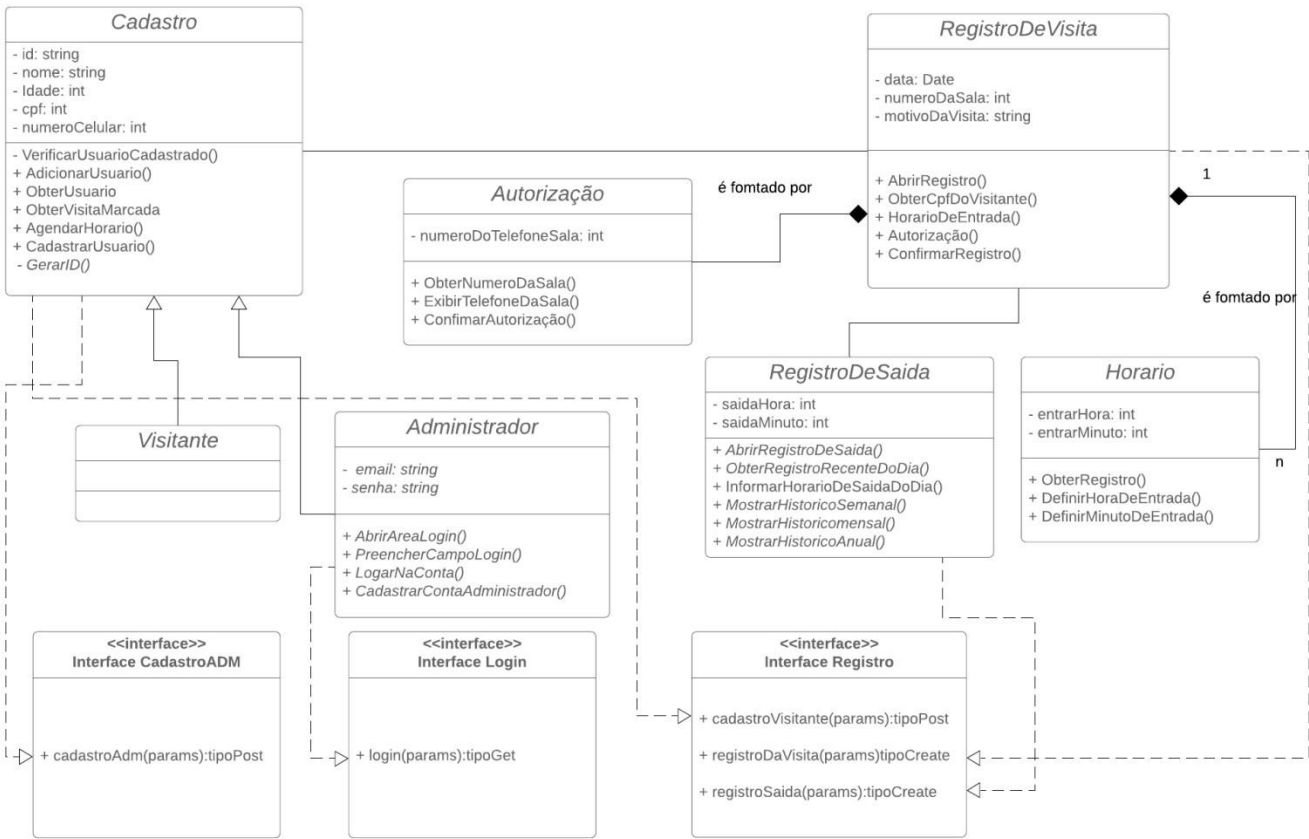 Cadastro
- id: string
- nome: string
- Idade: int
- cpf: int
- numeroCelular: int
- VerificarUsuarioCadastrado()
+ AdicionarUsuario()
+ ObterUsuario
+ ObterVisitaMarcada
+ AgendarHorario()
+ CadastrarUsuario()
- GerarID()
RegistroDeVisita
- data: Date
- numeroDaSala: int
- motivoDaVisita: string
+ AbrirRegistro()
+ ObterCpfDoVisitante()
+ HorarioDeEntrada()
+ Autorização()
+ ConfirmarRegistro()
é fomtado por
1
é fomtado por
n
Autorização
- numeroDoTelefoneSala: int
+ ObterNumeroDaSala()
+ ExibirTelefoneDaSala()
+ ConfimarAutorização()
Visitante
Administrador
- email: string
- senha: string
+ AbrirAreaLogin()
+ PreencherCampoLogin()
+ LogarNaConta()
+ CadastrarContaAdministrador()
RegistroDeSaida
- saidaHora: int
- saidaMinuto: int
+ AbrirRegistroDeSaida()
+ ObterRegistroRecenteDoDia()
+ InformarHorarioDeSaidaDoDia()
+ MostrarHistoricoSemanal()
+ MostrarHistoricomensal()
+ MostrarHistoricoAnual()
Horario
- entrarHora: int
- entrarMinuto: int
+ ObterRegistro()
+ DefinirHoraDeEntrada()
+ DefinirMinutoDeEntrada()
<<interface>>
Interface CadastroADM
+ cadastroAdm(params):tipoPost
<<interface>>
Interface Login
+ login(params):tipoGet
<<interface>>
Interface Registro
+ cadastroVisitante(params):tipoPost
+ registroDaVisita(params)tipoCreate
+ registroSaida(params):tipoCreate